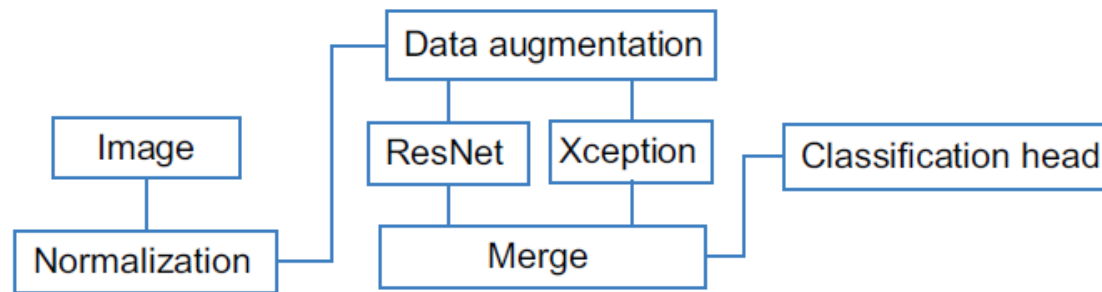 Image
Normalization
Data augmentation
ResNet
Xception
Merge
Classification head